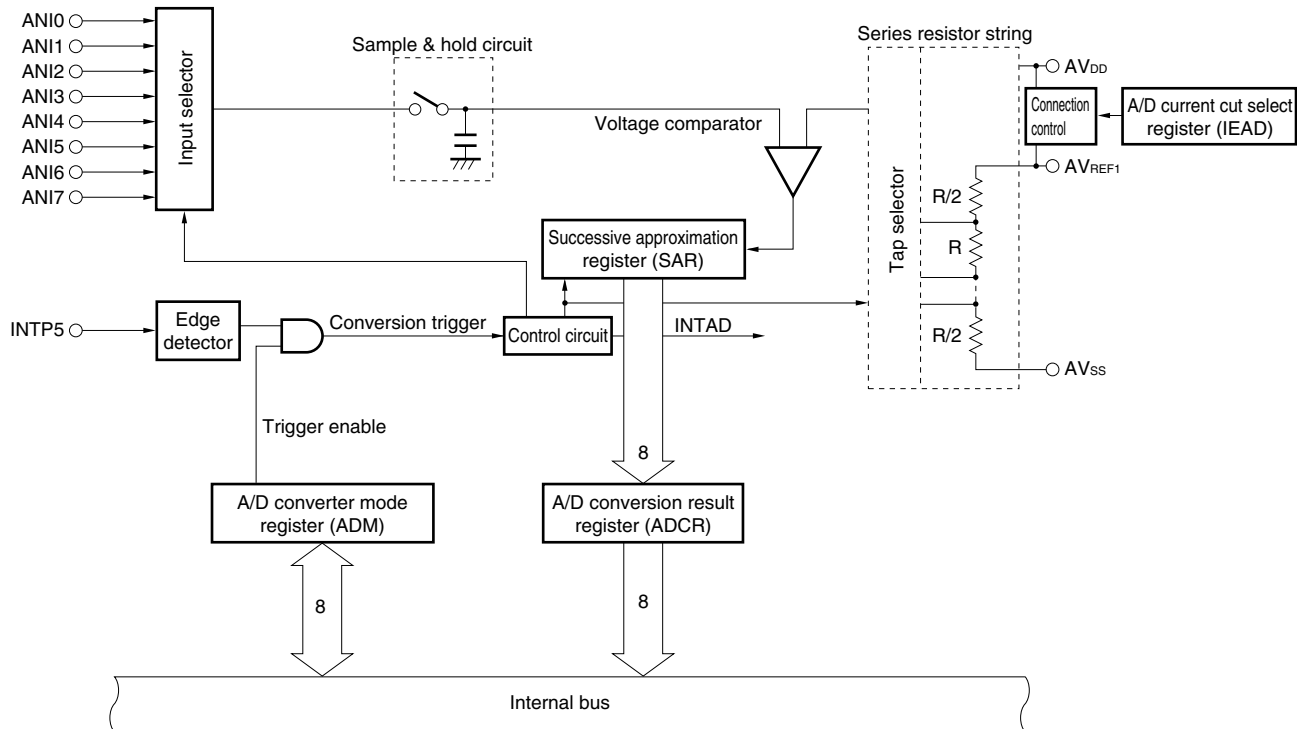 ANI0
ANI1
ANI2
ANI3
ANI4
ANI5
ANI6
ANI7
Input selector
Sample & hold circuit
Voltage comparator
Series resistor string
Tap selector
AVDD
Connection
control
A/D current cut select
register (IEAD)
AVREF1
R/2
R
R/2
AVSS
Successive approximation
register (SAR)
INTP5
Edge
detector
Conversion trigger
Control circuit
INTAD
Trigger enable
8
A/D converter mode
register (ADM)
A/D conversion result
register (ADCR)
8
8
Internal bus